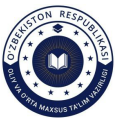 O'ZBEKISTON RESPUBLIKASI
OLIY VA O'RTA MAXSUS TA'LIM VAZIRLIGI